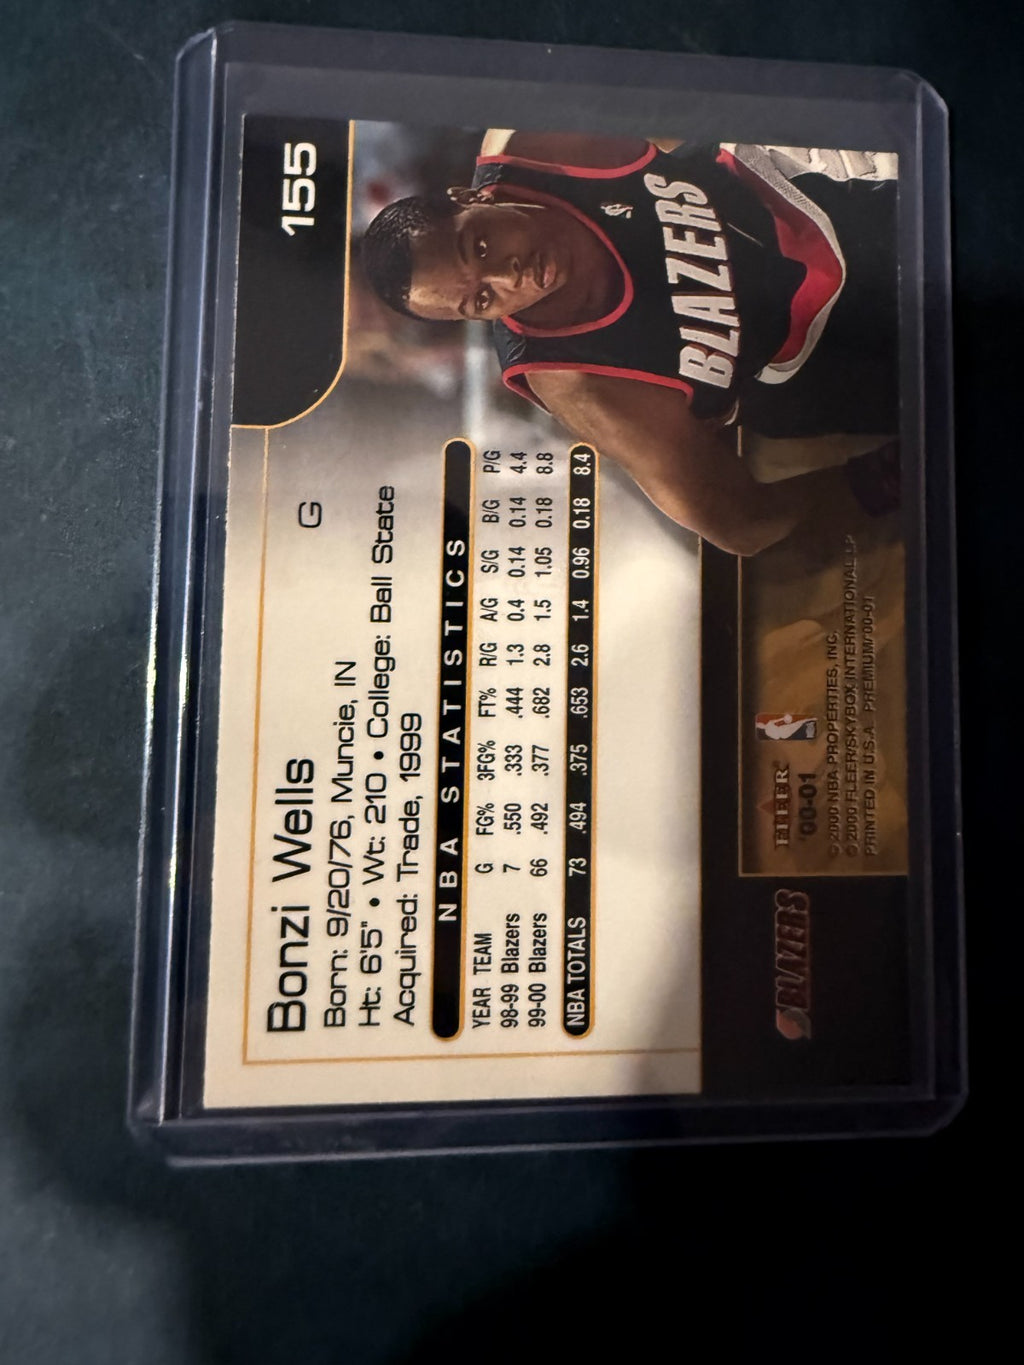 155
Bonzi Wells G
Born: 9/20/76, Muncie, IN
Ht: 6'5" • Wt: 210 • College: Ball State
Acquired: Trade, 1999
NBA STATISTICS
YEAR TEAM G FG% 3FG% FT% R/G A/G S/G B/G P/G
98-99 Blazers 7 .550 .333 .444 1.3 0.4 0.14 0.14 4.4
99-00 Blazers 66 .492 .377 .682 2.8 1.5 1.05 0.18 8.8
NBA TOTALS 73 .494 .375 .653 2.6 1.4 0.96 0.18 8.4
BLAZERS
BLAZERS
FLEER
'00-01
© 2000 NBA PROPERTIES, INC.
© 2000 FLEER/SKYBOX INTERNATIONAL LP
PRINTED IN U.S.A. PREMIUM/00-01